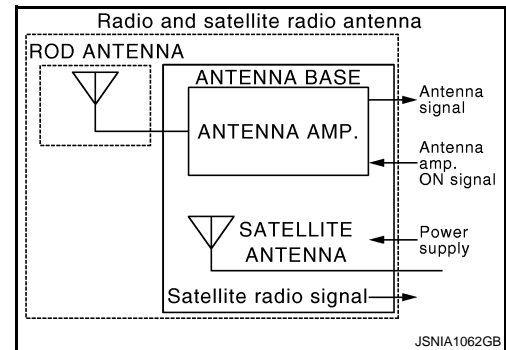 Radio and satellite radio antenna
ROD ANTENNA
ANTENNA BASE
ANTENNA AMP.
Antenna
signal
Antenna
amp.
ON signal
SATELLITE
ANTENNA
Power
supply
Satellite radio signal
JSNIA1062GB